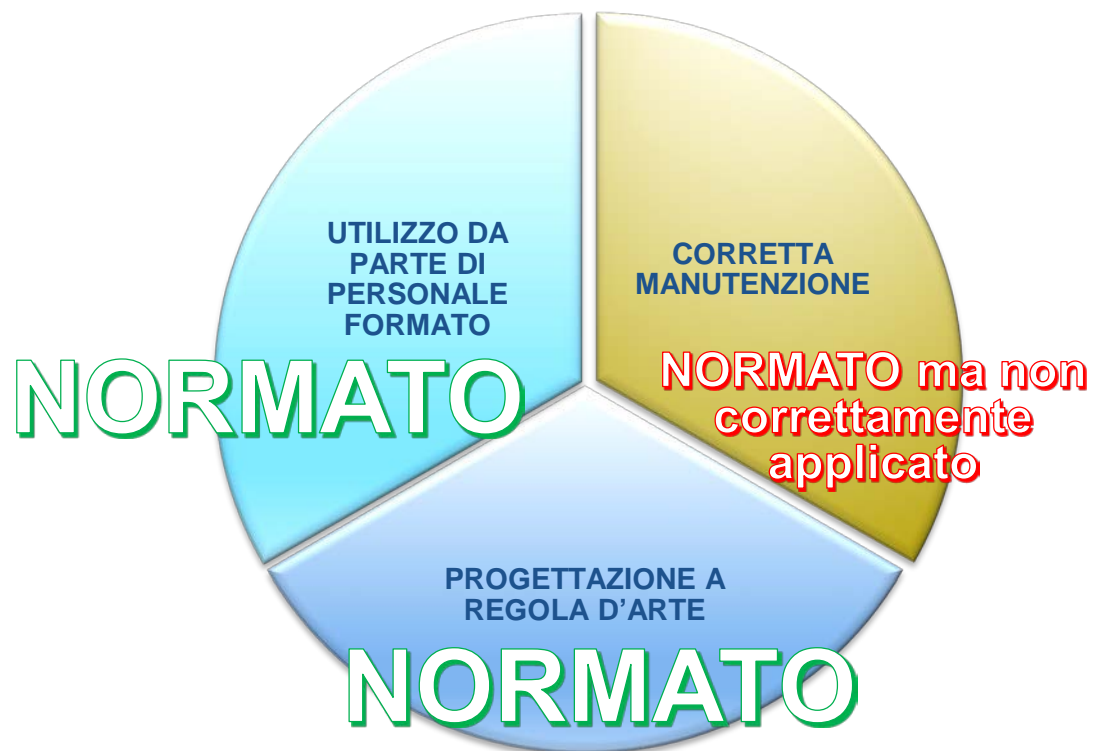 UTILIZZO DA
PARTE DI
PERSONALE
FORMATO
NORMATO
CORRETTA
MANUTENZIONE
NORMATO ma non
correttamente
applicato
PROGETTAZIONE A
REGOLA D’ARTE
NORMATO